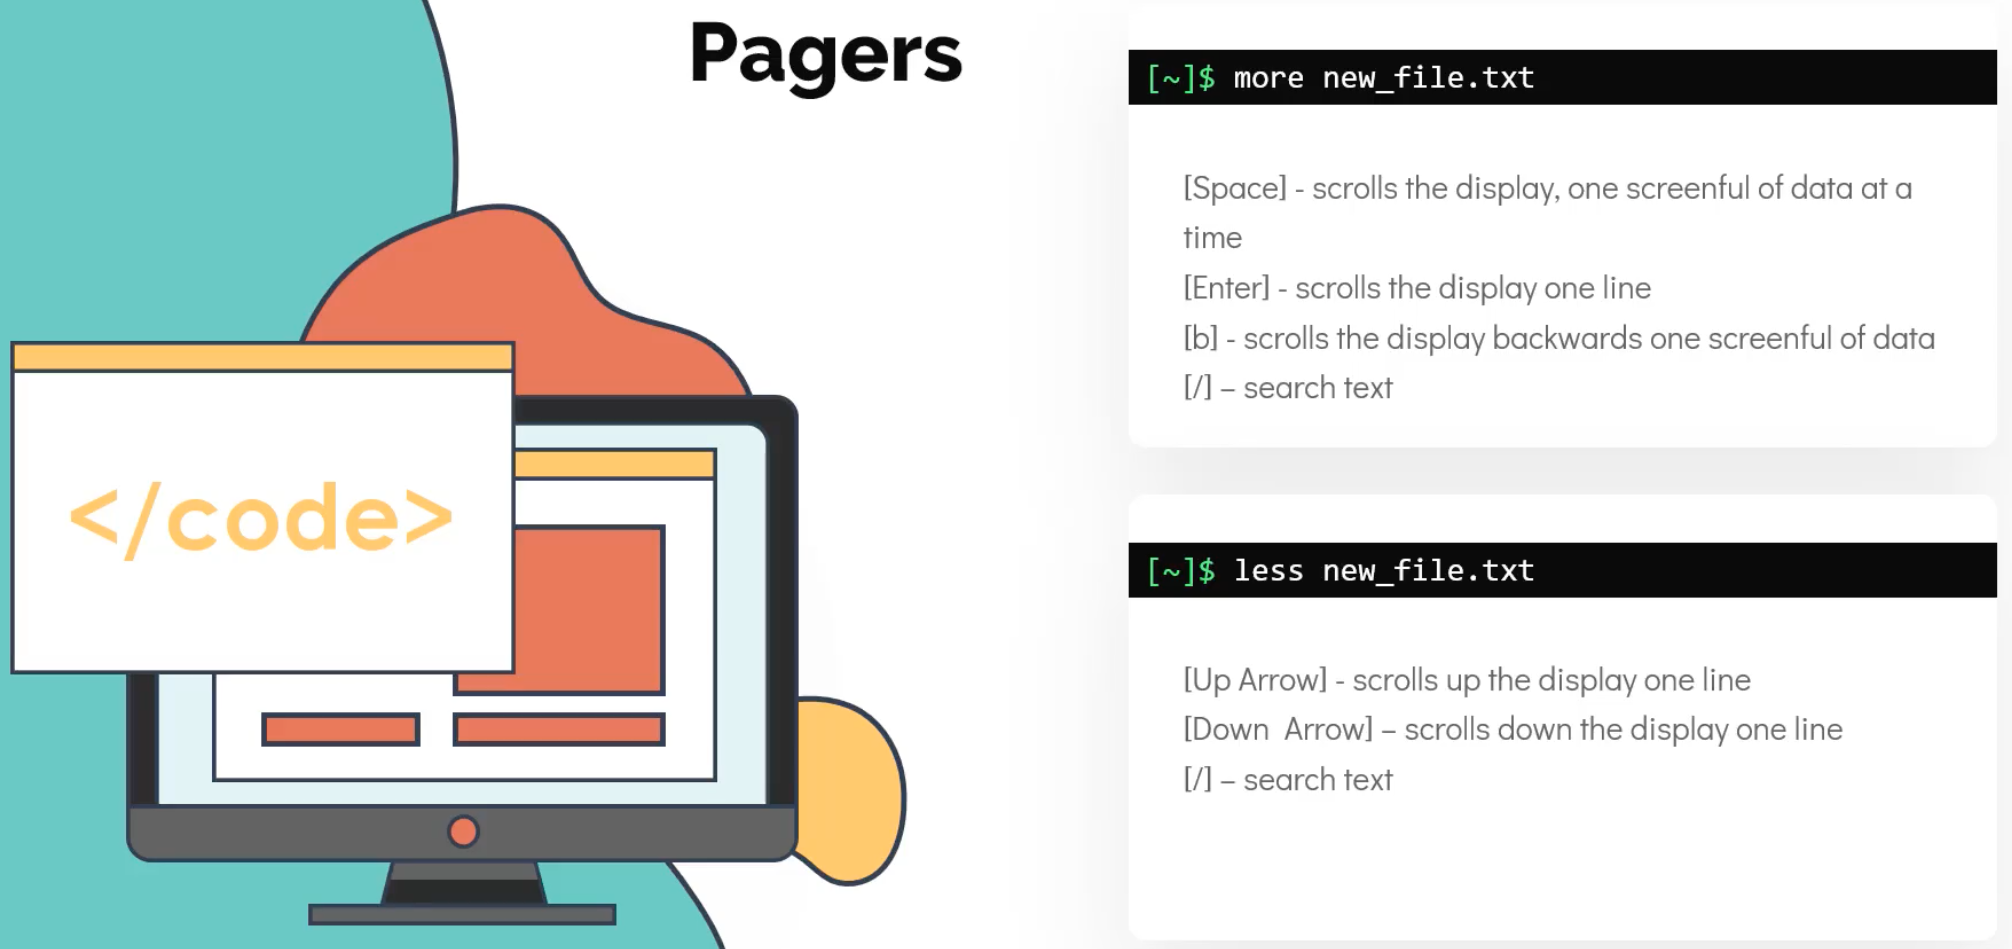 Pagers
</code>
[~]$ more new_file.txt
[Space] - scrolls the display, one screenful of data at a
time
[Enter] - scrolls the display one line
[b] - scrolls the display backwards one screenful of data
[/] – search text
[~]$ less new_file.txt
[Up Arrow] - scrolls up the display one line
[Down  Arrow] – scrolls down the display one line
[/] – search text